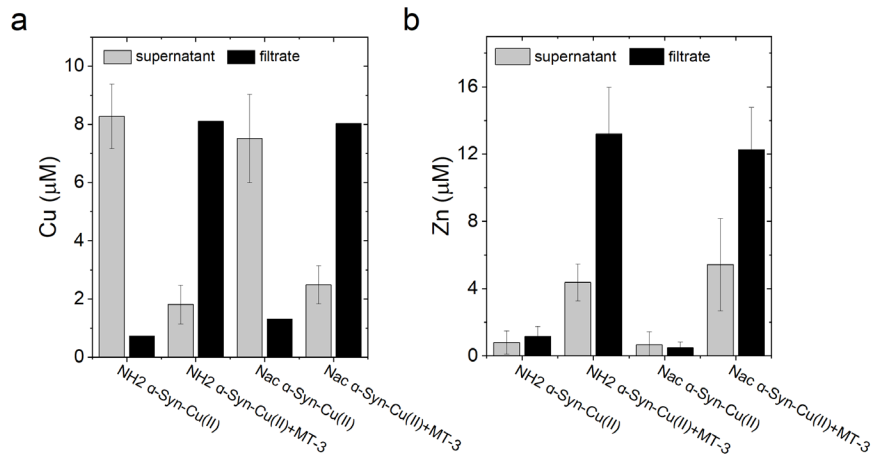 a
supernatant filtrate
10
8
6
4
2
0
Cu (μM)
NH2 α-Syn-Cu(II)
NH2 α-Syn-Cu(II)+MT-3
Nac α-Syn-Cu(II)
Nac α-Syn-Cu(II)+MT-3
b
supernatant filtrate
16
12
8
4
0
Zn (μM)
NH2 α-Syn-Cu(II)
NH2 α-Syn-Cu(II)+MT-3
Nac α-Syn-Cu(II)
Nac α-Syn-Cu(II)+MT-3